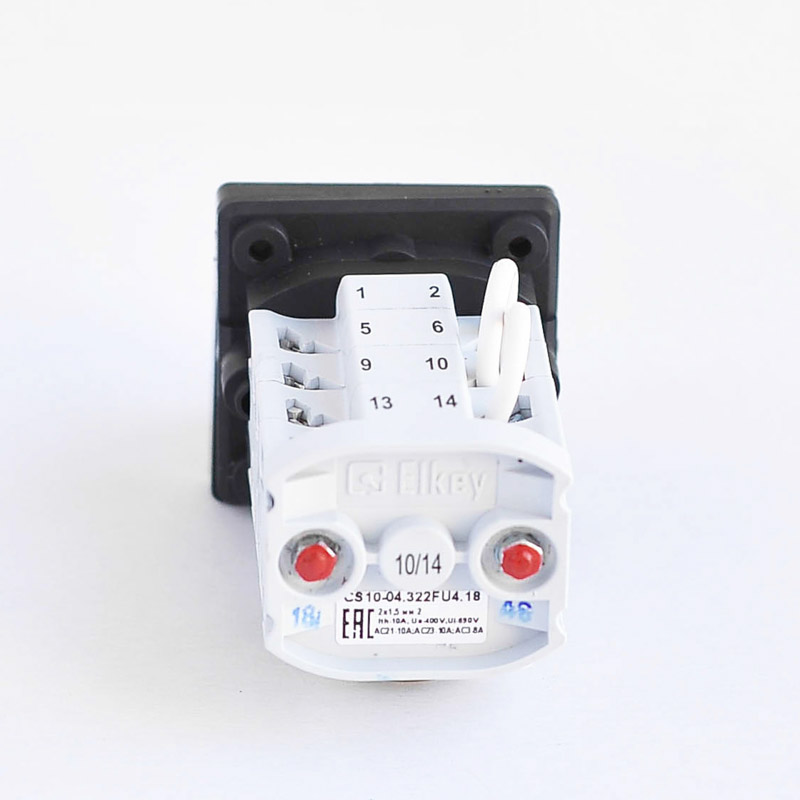 1 2
5 6
9 10
13 14
Elkey
10/14
CS10-04.322FU4.18
EAC
2x1,5 мм 2
Ith-10A, Ue-400V,Ui-690V
AC21-10A;AC23-10A;AC3-8A
18/ 46